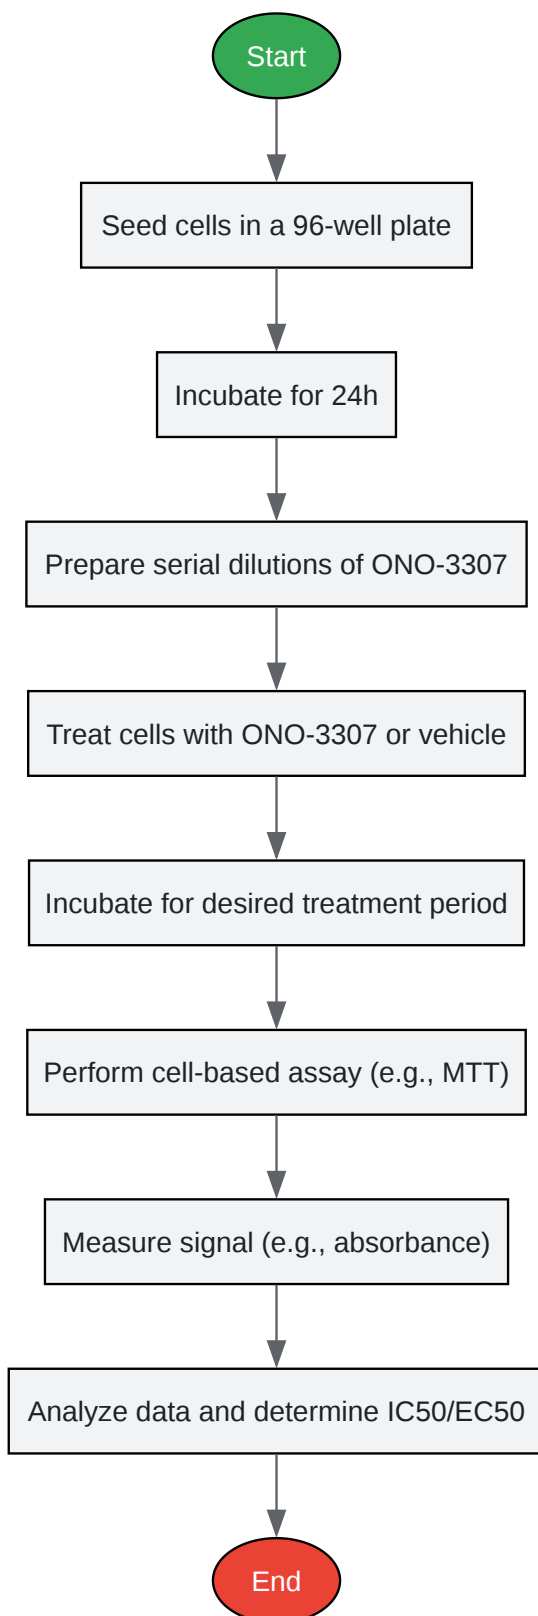 Start
Seed cells in a 96-well plate
Incubate for 24h
Prepare serial dilutions of ONO-3307
Treat cells with ONO-3307 or vehicle
Incubate for desired treatment period
Perform cell-based assay (e.g., MTT)
Measure signal (e.g., absorbance)
Analyze data and determine IC50/EC50
End